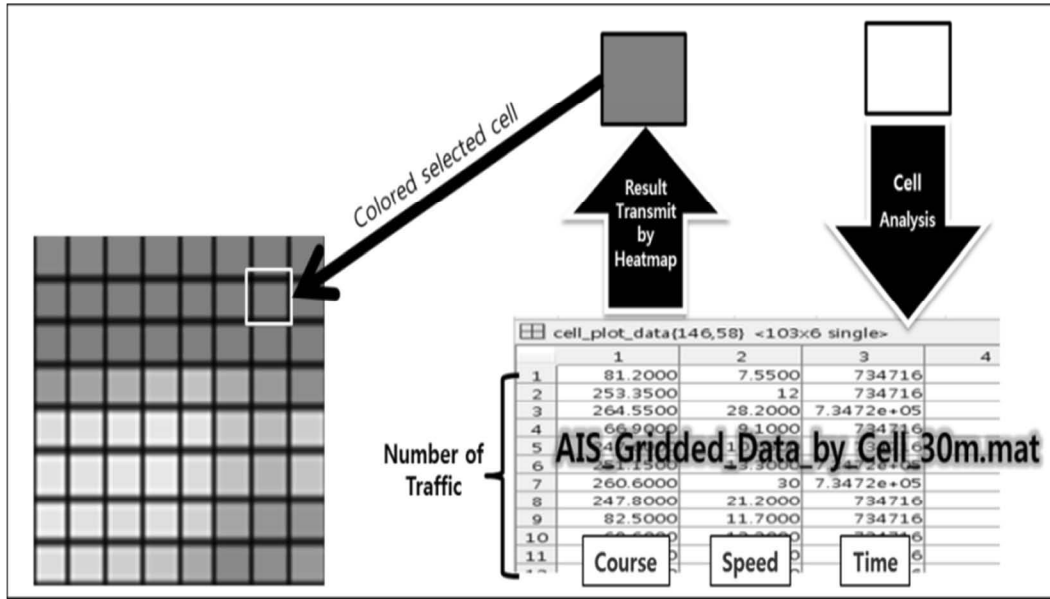 Colored selected cell
Result
Transmit
by
Heatmap
Cell
Analysis
cell_plot_data{146,58} <103x6 single>
1 2 3 4
1 81.2000 7.5500 734716
2 253.3500 12 734716
3 264.5500 28.2000 7.3472e+05
4 66.9000 9.1000 734716
5
AIS_Gridded_Data_by_Cell_30m.mat
6
7 260.6000 30 7.3472e+05
8 247.8000 21.2000 734716
9 82.5000 11.7000 734716
10
11
Number of
Traffic
Course Speed Time